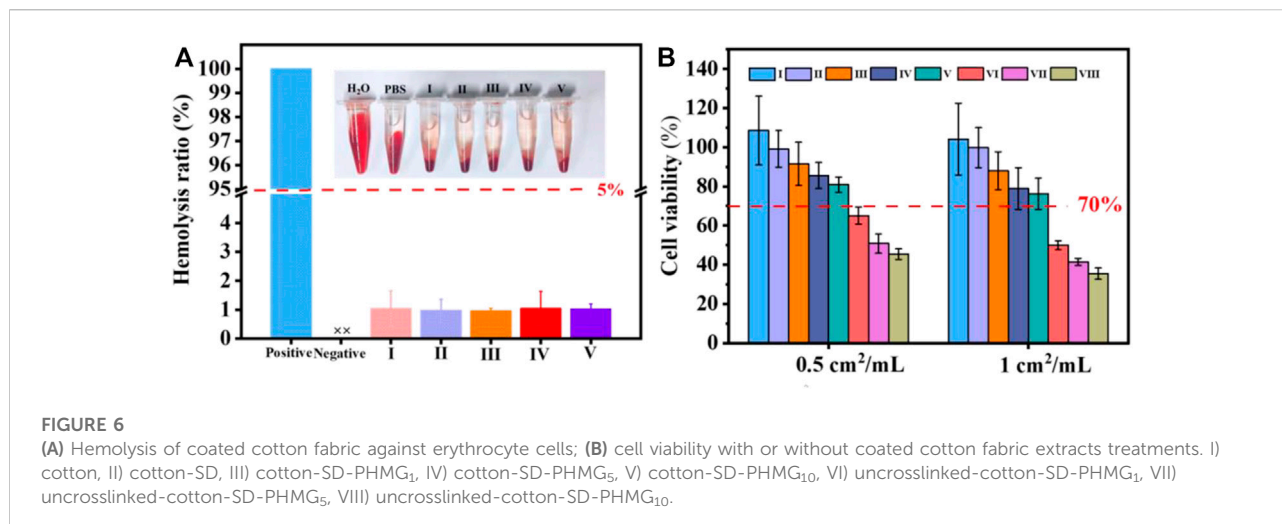 A
100
99
98
97
96
95
4
3
2
1
0
Hemolysis ratio (%)
H₂O PBS I II III IV V
5%
××
Positive Negative I II III IV V
B
I II III IV V VI VII VIII
140
120
100
80
60
40
20
0
Cell viability (%)
70%
0.5 cm²/mL 1 cm²/mL
FIGURE 6
(A) Hemolysis of coated cotton fabric against erythrocyte cells; (B) cell viability with or without coated cotton fabric extracts treatments. I)
cotton, II) cotton-SD, III) cotton-SD-PHMG₁, IV) cotton-SD-PHMG₅, V) cotton-SD-PHMG₁₀, VI) uncrosslinked-cotton-SD-PHMG₁, VII)
uncrosslinked-cotton-SD-PHMG₅, VIII) uncrosslinked-cotton-SD-PHMG₁₀.